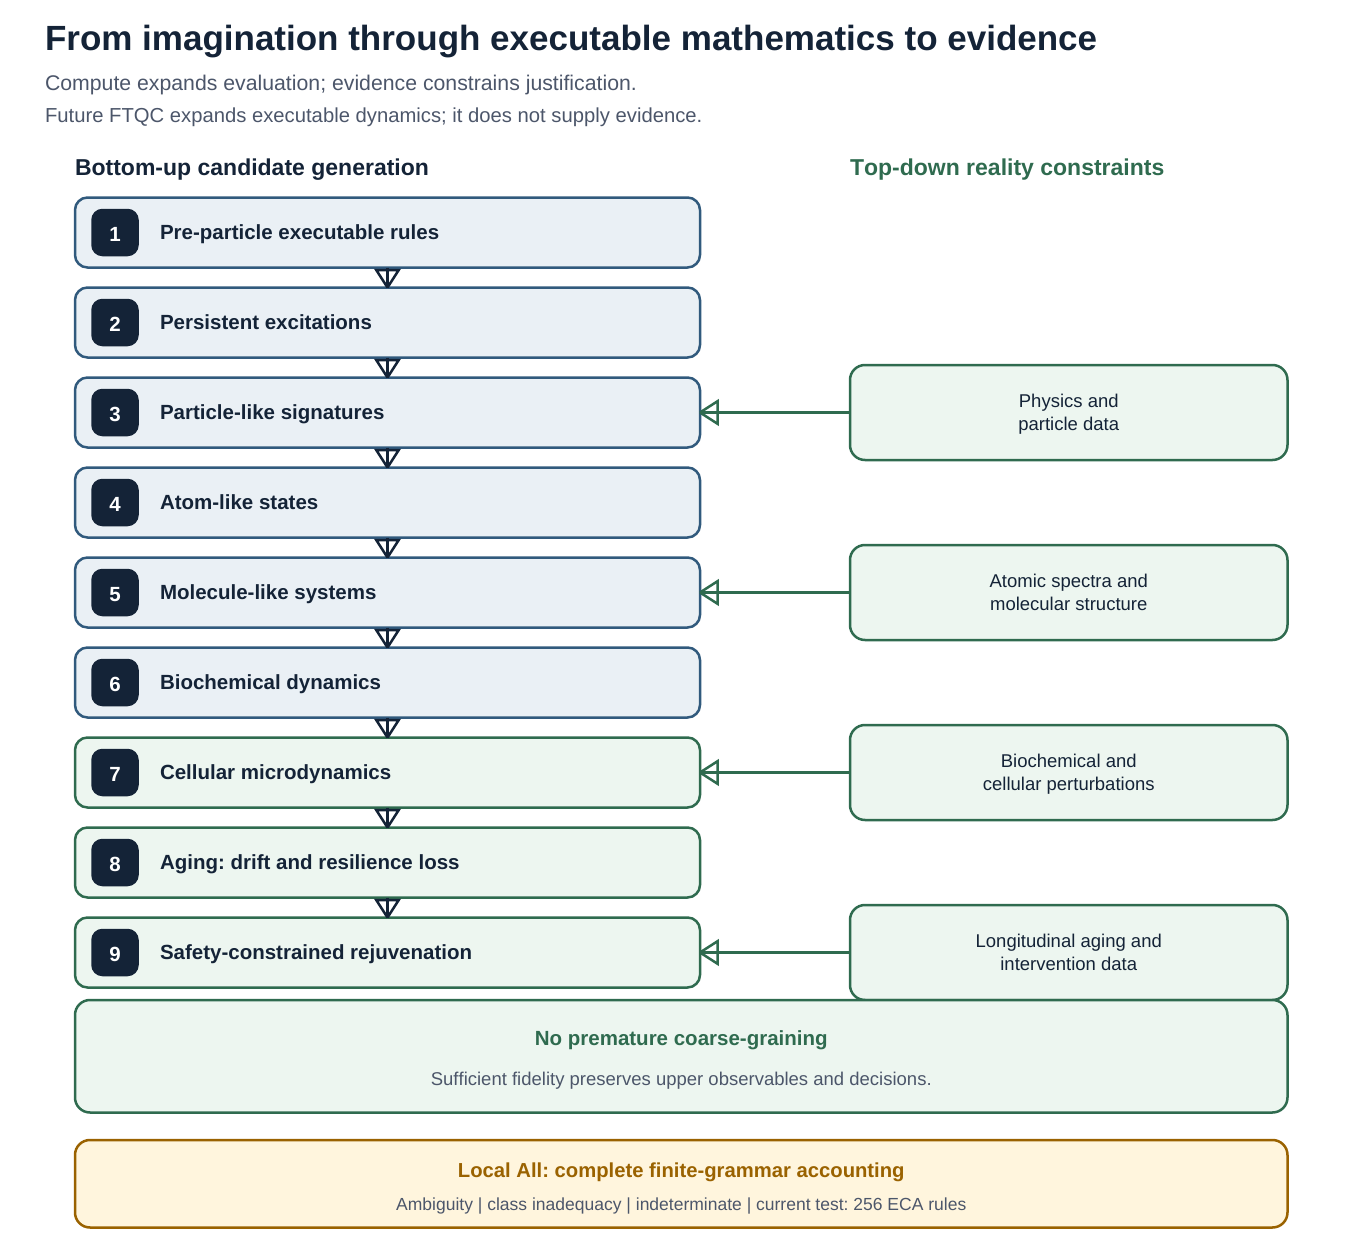 From imagination through executable mathematics to evidence
Compute expands evaluation; evidence constrains justification.
Future FTQC expands executable dynamics; it does not supply evidence.
Bottom-up candidate generation
Top-down reality constraints
1
Pre-particle executable rules
2
Persistent excitations
3
Particle-like signatures
Physics and
particle data
4
Atom-like states
5
Molecule-like systems
Atomic spectra and
molecular structure
6
Biochemical dynamics
7
Cellular microdynamics
Biochemical and
cellular perturbations
8
Aging: drift and resilience loss
9
Safety-constrained rejuvenation
Longitudinal aging and
intervention data
No premature coarse-graining
Sufficient fidelity preserves upper observables and decisions.
Local All: complete finite-grammar accounting
Ambiguity | class inadequacy | indeterminate | current test: 256 ECA rules